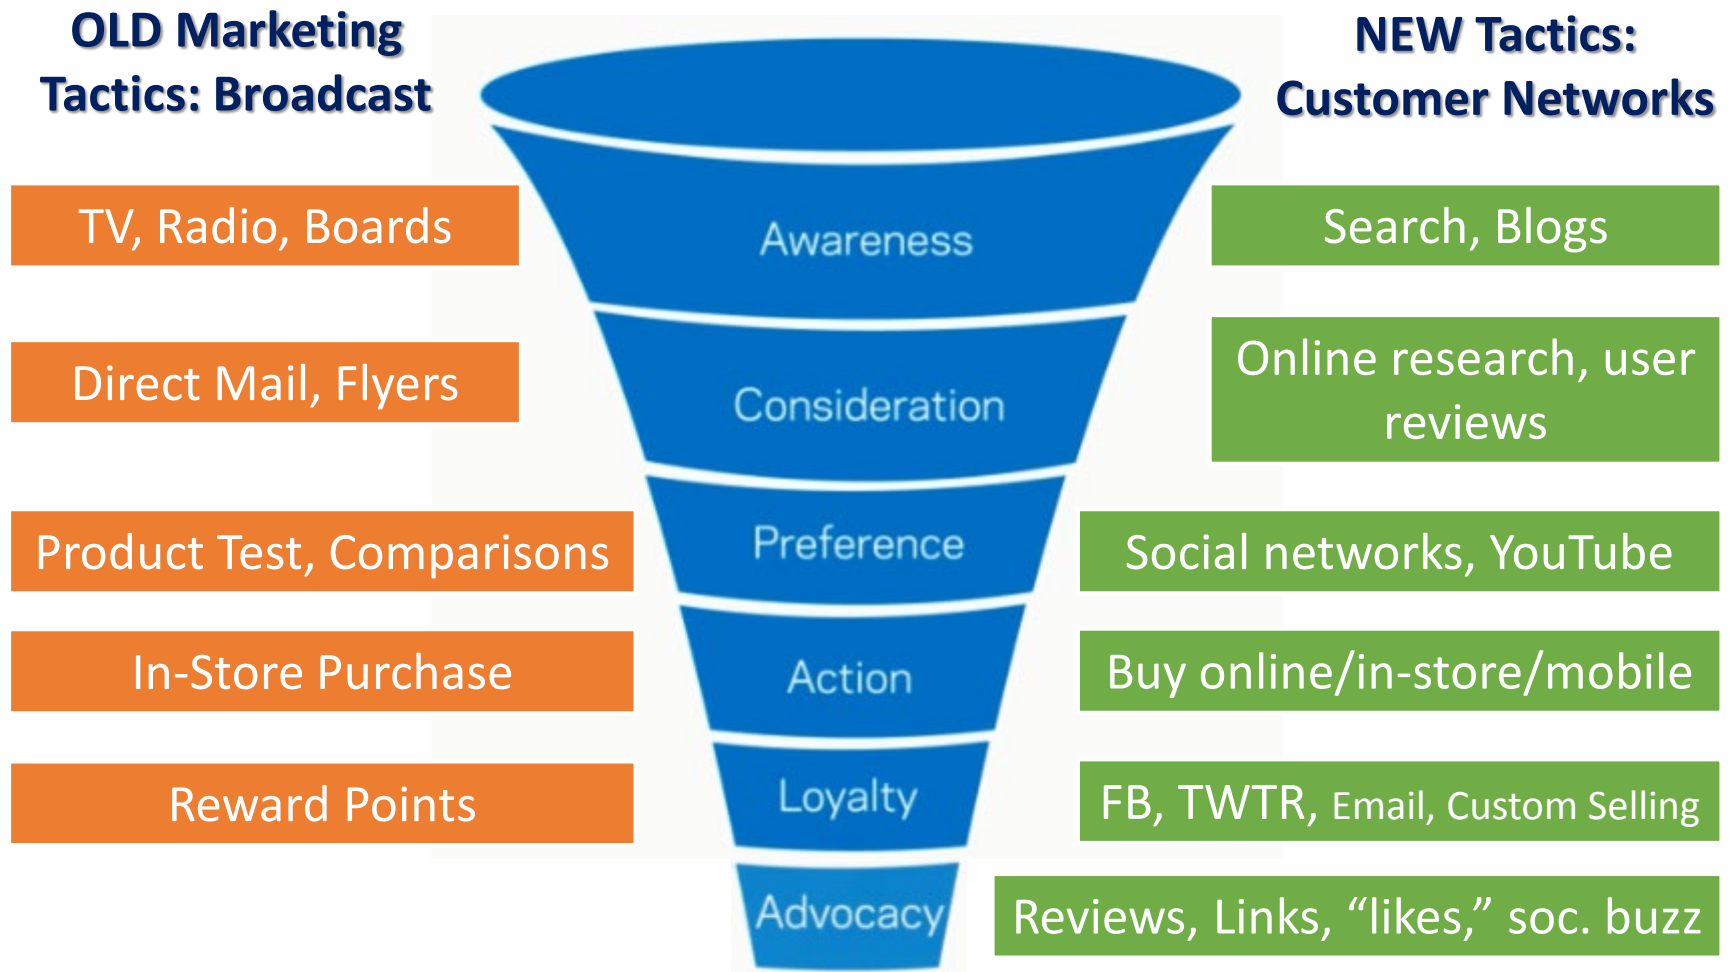 OLD Marketing
Tactics: Broadcast
NEW Tactics:
Customer Networks
TV, Radio, Boards
Awareness
Search, Blogs
Direct Mail, Flyers
Consideration
Online research, user
reviews
Product Test, Comparisons
Preference
Social networks, YouTube
In-Store Purchase
Action
Buy online/in-store/mobile
Reward Points
Loyalty
FB, TWTR, Email, Custom Selling
Advocacy
Reviews, Links, “likes,” soc. buzz